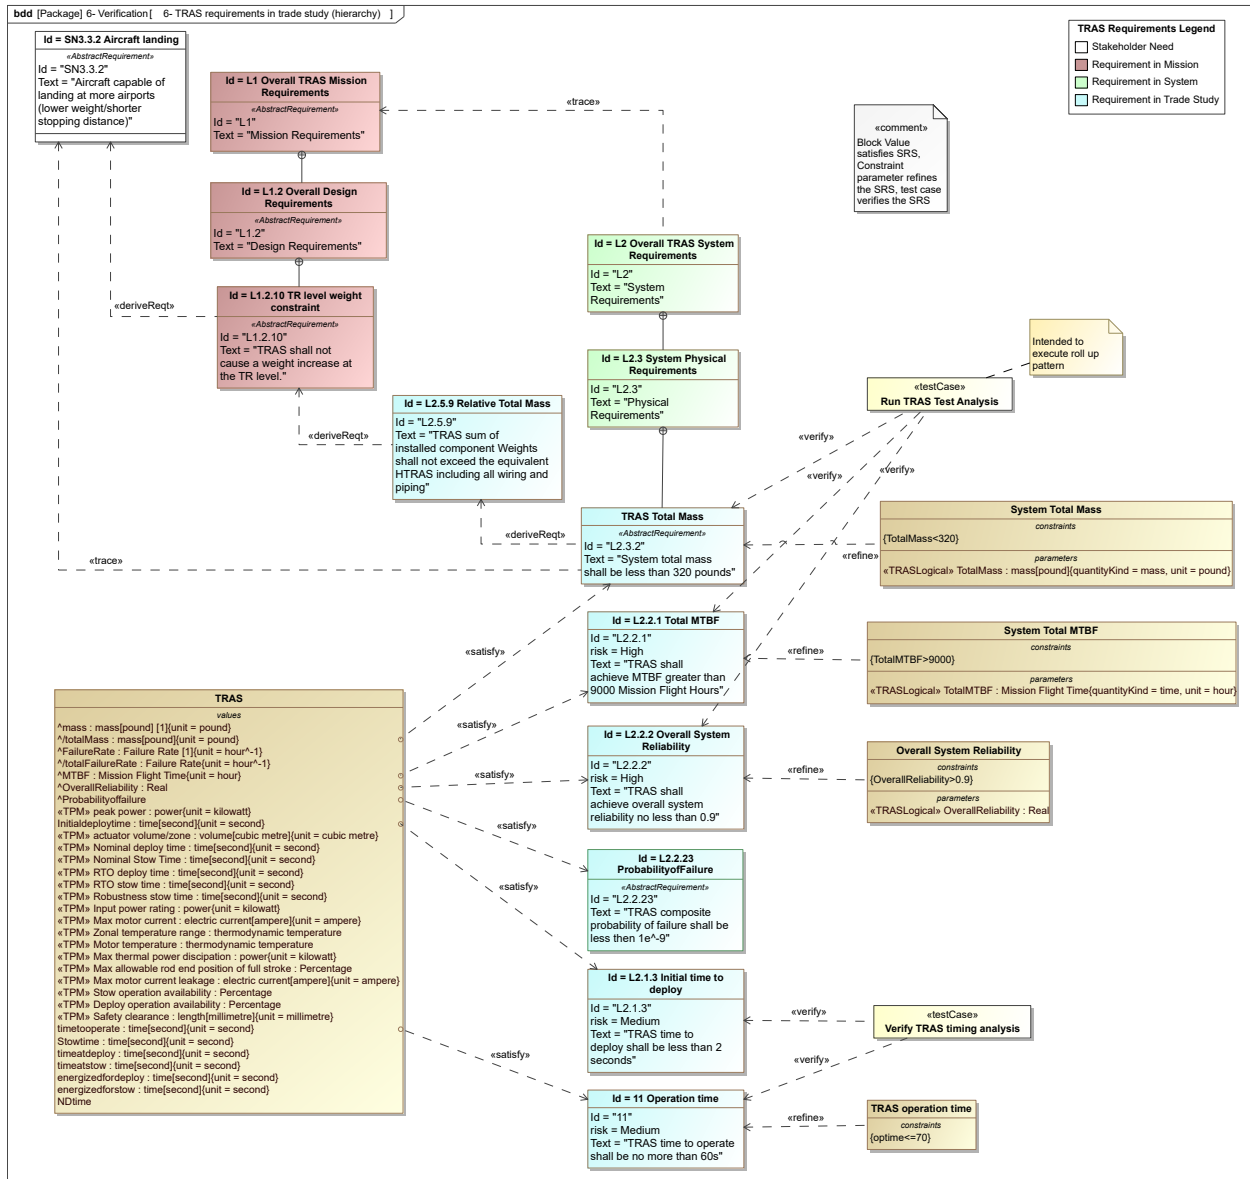 bdd [Package] 6- Verification[ 6- TRAS requirements in trade study (hierarchy) ]
Id = SN3.3.2 Aircraft landing
«AbstractRequirement»
Id = "SN3.3.2"
Text = "Aircraft capable of
landing at more airports
(lower weight/shorter
stopping distance)"
Id = L1 Overall TRAS Mission
Requirements
«AbstractRequirement»
Id = "L1"
Text = "Mission Requirements"
Id = L1.2 Overall Design
Requirements
«AbstractRequirement»
Id = "L1.2"
Text = "Design Requirements"
Id = L1.2.10 TR level weight
constraint
«AbstractRequirement»
Id = "L1.2.10"
Text = "TRAS shall not
cause a weight increase at
the TR level."
«deriveReqt»
«trace»
TRAS Requirements Legend
Stakeholder Need
Requirement in Mission
Requirement in System
Requirement in Trade Study
«comment»
Block Value
satisfies SRS,
Constraint
parameter refines
the SRS, test case
verifies the SRS
Id = L2 Overall TRAS System
Requirements
Id = "L2"
Text = "System
Requirements"
Id = L2.3 System Physical
Requirements
Id = "L2.3"
Text = "Physical
Requirements"
Intended to
execute roll up
pattern
«testCase»
Run TRAS Test Analysis
Id = L2.5.9 Relative Total Mass
Id = "L2.5.9"
Text = "TRAS sum of
installed component Weights
shall not exceed the equivalent
HTRAS including all wiring and
piping"
«deriveReqt»
«verify»
«verify»
«verify»
TRAS Total Mass
«AbstractRequirement»
Id = "L2.3.2"
Text = "System total mass
shall be less than 320 pounds"
«deriveReqt»
«trace»
«refine»
System Total Mass
constraints
{TotalMass<320}
parameters
«TRASLogical» TotalMass : mass[pound]{quantityKind = mass, unit = pound}
Id = L2.2.1 Total MTBF
Id = "L2.2.1"
risk = High
Text = "TRAS shall
achieve MTBF greater than
9000 Mission Flight Hours"
«refine»
System Total MTBF
constraints
{TotalMTBF>9000}
parameters
«TRASLogical» TotalMTBF : Mission Flight Time{quantityKind = time, unit = hour}
«satisfy»
«satisfy»
«satisfy»
«satisfy»
«satisfy»
«satisfy»
TRAS
values
^mass : mass[pound] [1]{unit = pound}
^/totalMass : mass[pound]{unit = pound}
^FailureRate : Failure Rate [1]{unit = hour^-1}
^/totalFailureRate : Failure Rate{unit = hour^-1}
^MTBF : Mission Flight Time{unit = hour}
^OverallReliability : Real
^Probabilityoffailure
«TPM» peak power : power{unit = kilowatt}
Initialdeploytime : time[second]{unit = second}
«TPM» actuator volume/zone : volume[cubic metre]{unit = cubic metre}
«TPM» Nominal deploy time : time[second]{unit = second}
«TPM» Nominal Stow Time : time[second]{unit = second}
«TPM» RTO deploy time : time[second]{unit = second}
«TPM» RTO stow time : time[second]{unit = second}
«TPM» Robustness stow time : time[second]{unit = second}
«TPM» Input power rating : power{unit = kilowatt}
«TPM» Max motor current : electric current[ampere]{unit = ampere}
«TPM» Zonal temperature range : thermodynamic temperature
«TPM» Motor temperature : thermodynamic temperature
«TPM» Max thermal power discipation : power{unit = kilowatt}
«TPM» Max allowable rod end position of full stroke : Percentage
«TPM» Max motor current leakage : electric current[ampere]{unit = ampere}
«TPM» Stow operation availability : Percentage
«TPM» Deploy operation availability : Percentage
«TPM» Safety clearance : length[millimetre]{unit = millimetre}
timetooperate : time[second]{unit = second}
Stowtime : time[second]{unit = second}
timeatdeploy : time[second]{unit = second}
timeatstow : time[second]{unit = second}
energizedfordeploy : time[second]{unit = second}
energizedforstow : time[second]{unit = second}
NDtime
Id = L2.2.2 Overall System
Reliability
Id = "L2.2.2"
risk = High
Text = "TRAS shall
achieve overall system
reliability no less than 0.9"
«refine»
Overall System Reliability
constraints
{OverallReliability>0.9}
parameters
«TRASLogical» OverallReliability : Real
Id = L2.2.23
ProbabilityofFailure
«AbstractRequirement»
Id = "L2.2.23"
Text = "TRAS composite
probability of failure shall be
less then 1e^-9"
Id = L2.1.3 Initial time to
deploy
Id = "L2.1.3"
risk = Medium
Text = "TRAS time to
deploy shall be less than 2
seconds"
«verify»
«testCase»
Verify TRAS timing analysis
«verify»
Id = 11 Operation time
Id = "11"
risk = Medium
Text = "TRAS time to operate
shall be no more than 60s"
«refine»
TRAS operation time
constraints
{optime<=70}